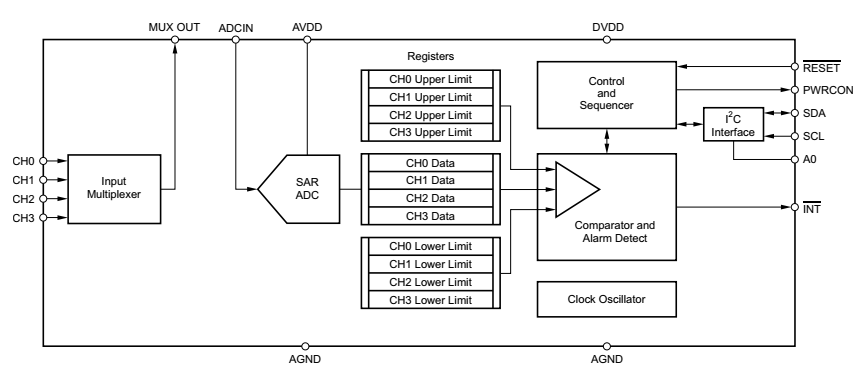 MUX OUT
ADCIN
AVDD
DVDD
Registers
CH0 Upper Limit
CH1 Upper Limit
CH2 Upper Limit
CH3 Upper Limit
Control
and
Sequencer
RESET
PWRCON
I2C
Interface
SDA
SCL
A0
CH0
CH1
CH2
CH3
Input
Multiplexer
SAR
ADC
CH0 Data
CH1 Data
CH2 Data
CH3 Data
Comparator and
Alarm Detect
INT
CH0 Lower Limit
CH1 Lower Limit
CH2 Lower Limit
CH3 Lower Limit
Clock Oscillator
AGND
AGND